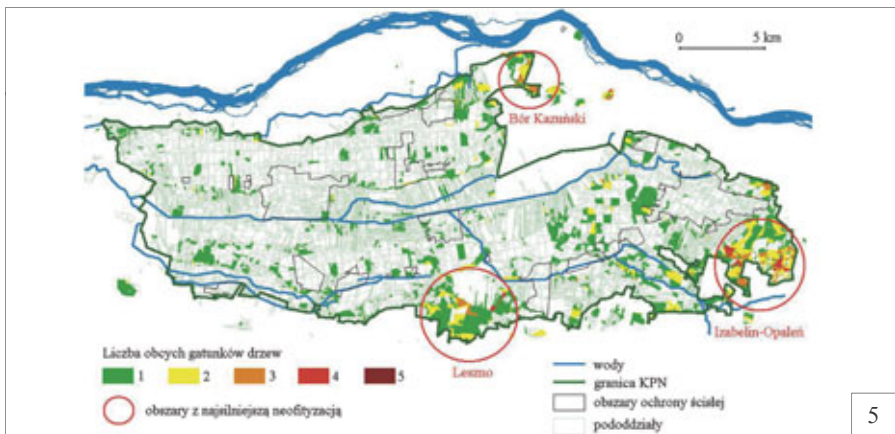 0 5 km
Bór Kazuński
Izabelin-Opaleń
Leszno
Liczba obcych gatunków drzew
1 2 3 4 5
obszary z najsilniejszą neofityzacją
wody
granica KPN
obszary ochrony ścisłej
pododdziały
5